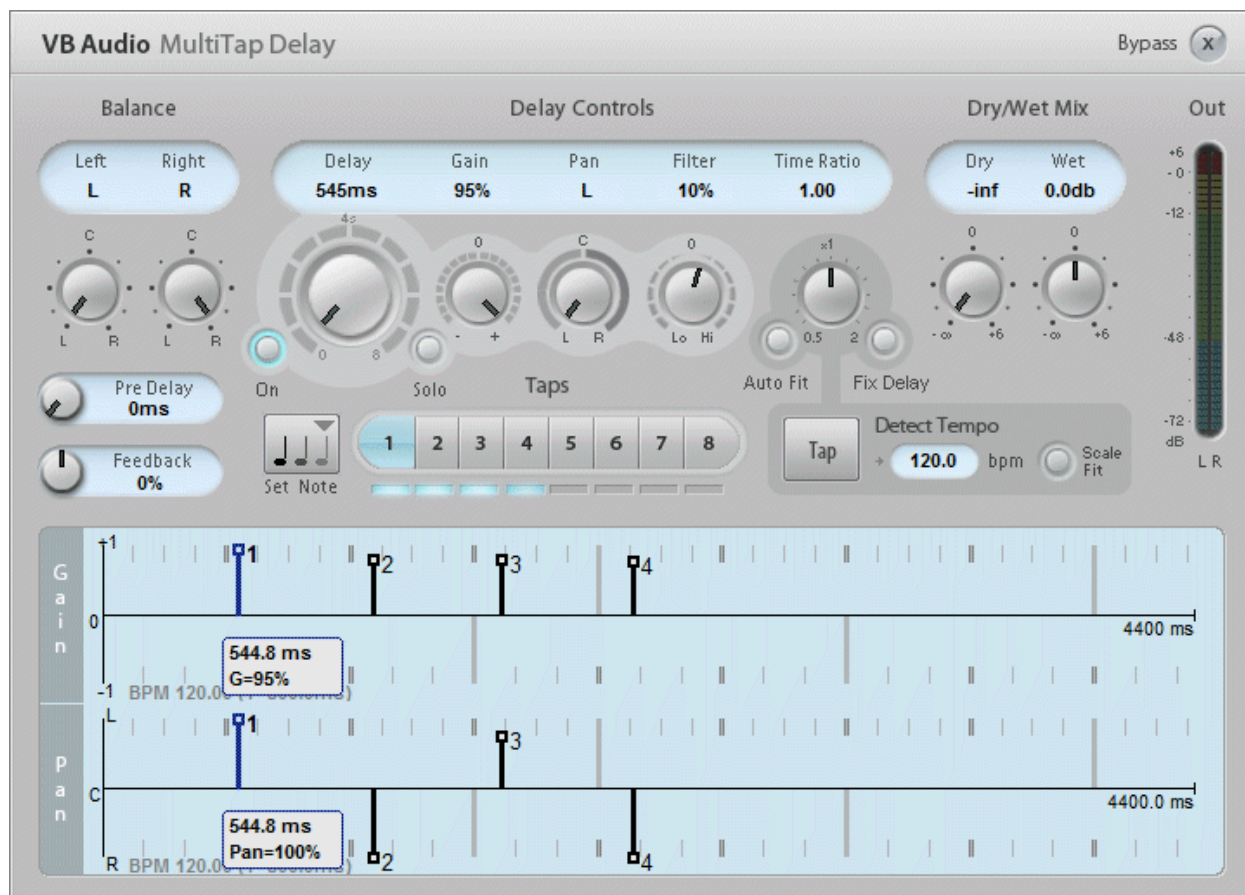 VB Audio MultiTap Delay
Bypass X
Balance
Delay Controls
Dry/Wet Mix
Out
Left Right
L R
Delay Gain Pan Filter Time Ratio
545ms 95% L 10% 1.00
Dry Wet
-inf 0.0db
+6
- 0
-12
-48
-72
dB
L R
C
L R
C
L R
4s
0 8
0
- +
C
L R
0
Lo Hi
x1
0.5 2
0
-∞ +6
0
-∞ +6
On
Solo
Auto Fit
Fix Delay
Pre Delay
0ms
Feedback
0%
Set Note
Taps
1 2 3 4 5 6 7 8
Tap
Detect Tempo
120.0 bpm
Scale
Fit
Gain
+1
0
-1
1
2
3
4
4400 ms
544.8 ms
G=95%
BPM 120.00
Pan
L
C
R
1
2
3
4
4400.0 ms
544.8 ms
Pan=100%
BPM 120.00